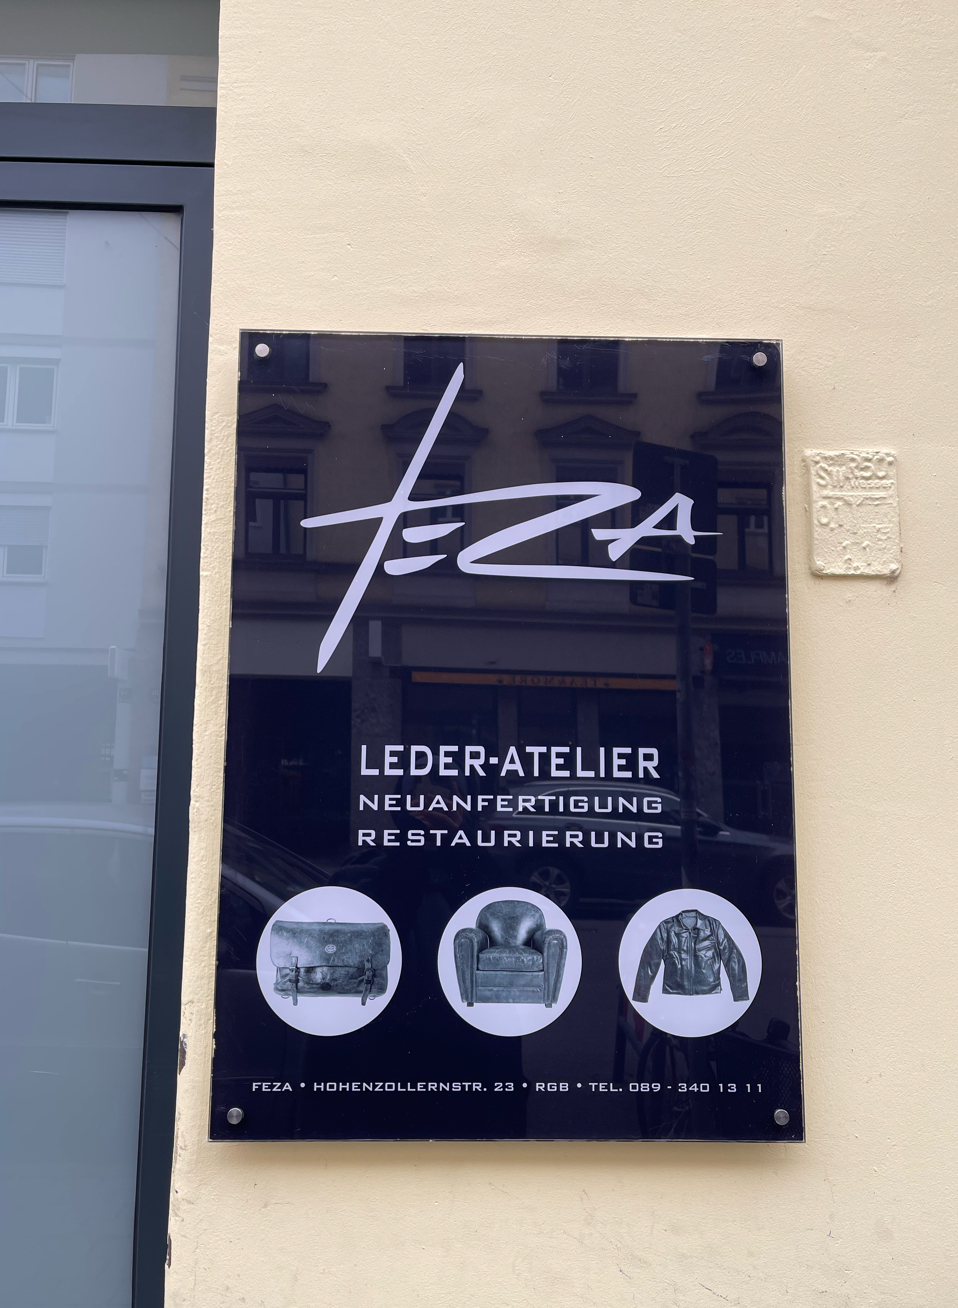 FEZA
LEDER-ATELIER
NEUANFERTIGUNG
RESTAURIERUNG
FEZA • HOHENZOLLERNSTR. 23 • RGB • TEL. 089 - 340 13 11